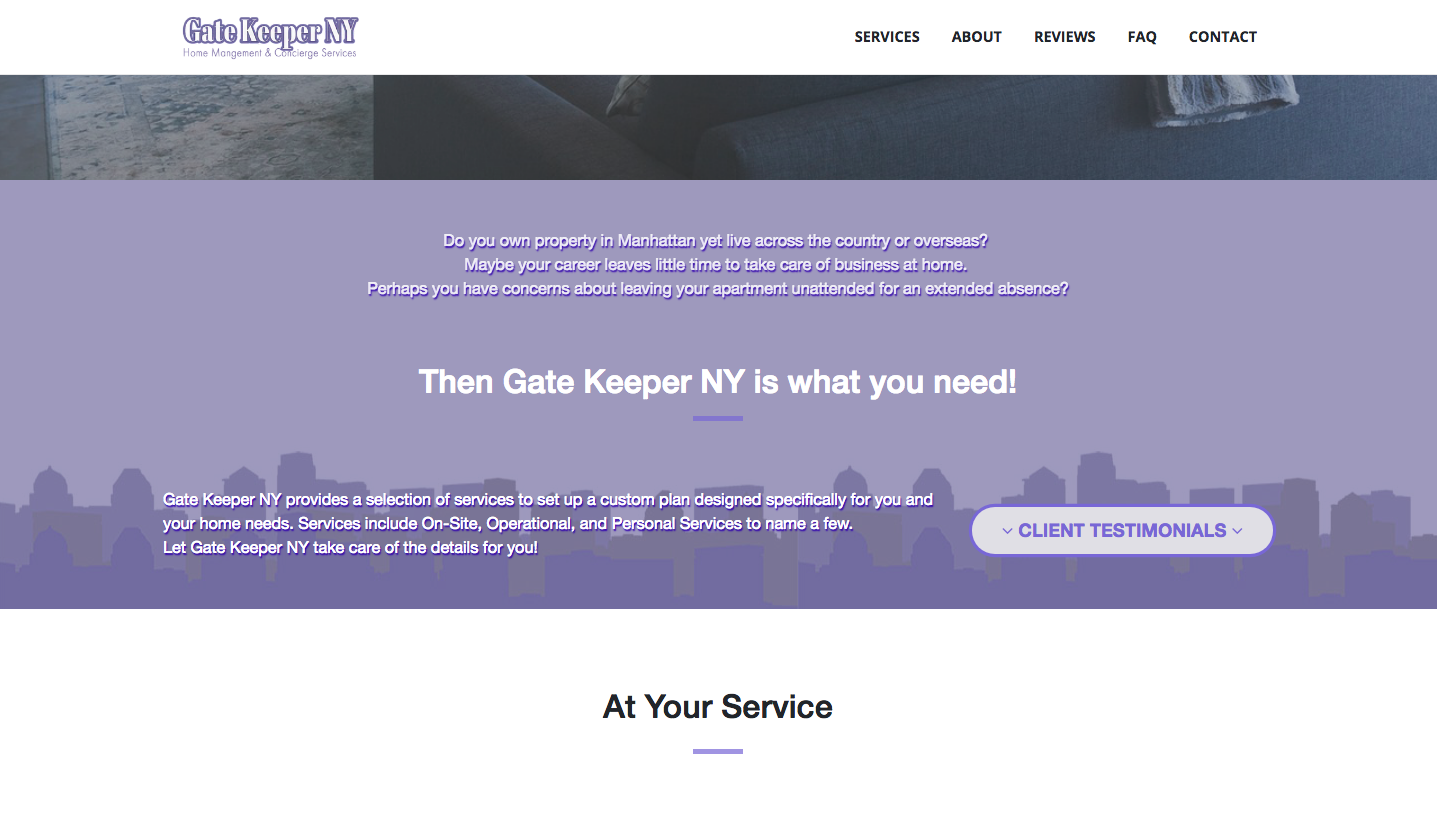 Gate Keeper NY
Home Mangement & Concierge Services
SERVICES ABOUT REVIEWS FAQ CONTACT
Do you own property in Manhattan yet live across the country or overseas?
Maybe your career leaves little time to take care of business at home.
Perhaps you have concerns about leaving your apartment unattended for an extended absence?
Then Gate Keeper NY is what you need!
Gate Keeper NY provides a selection of services to set up a custom plan designed specifically for you and
your home needs. Services include On-Site, Operational, and Personal Services to name a few.
Let Gate Keeper NY take care of the details for you!
CLIENT TESTIMONIALS
At Your Service